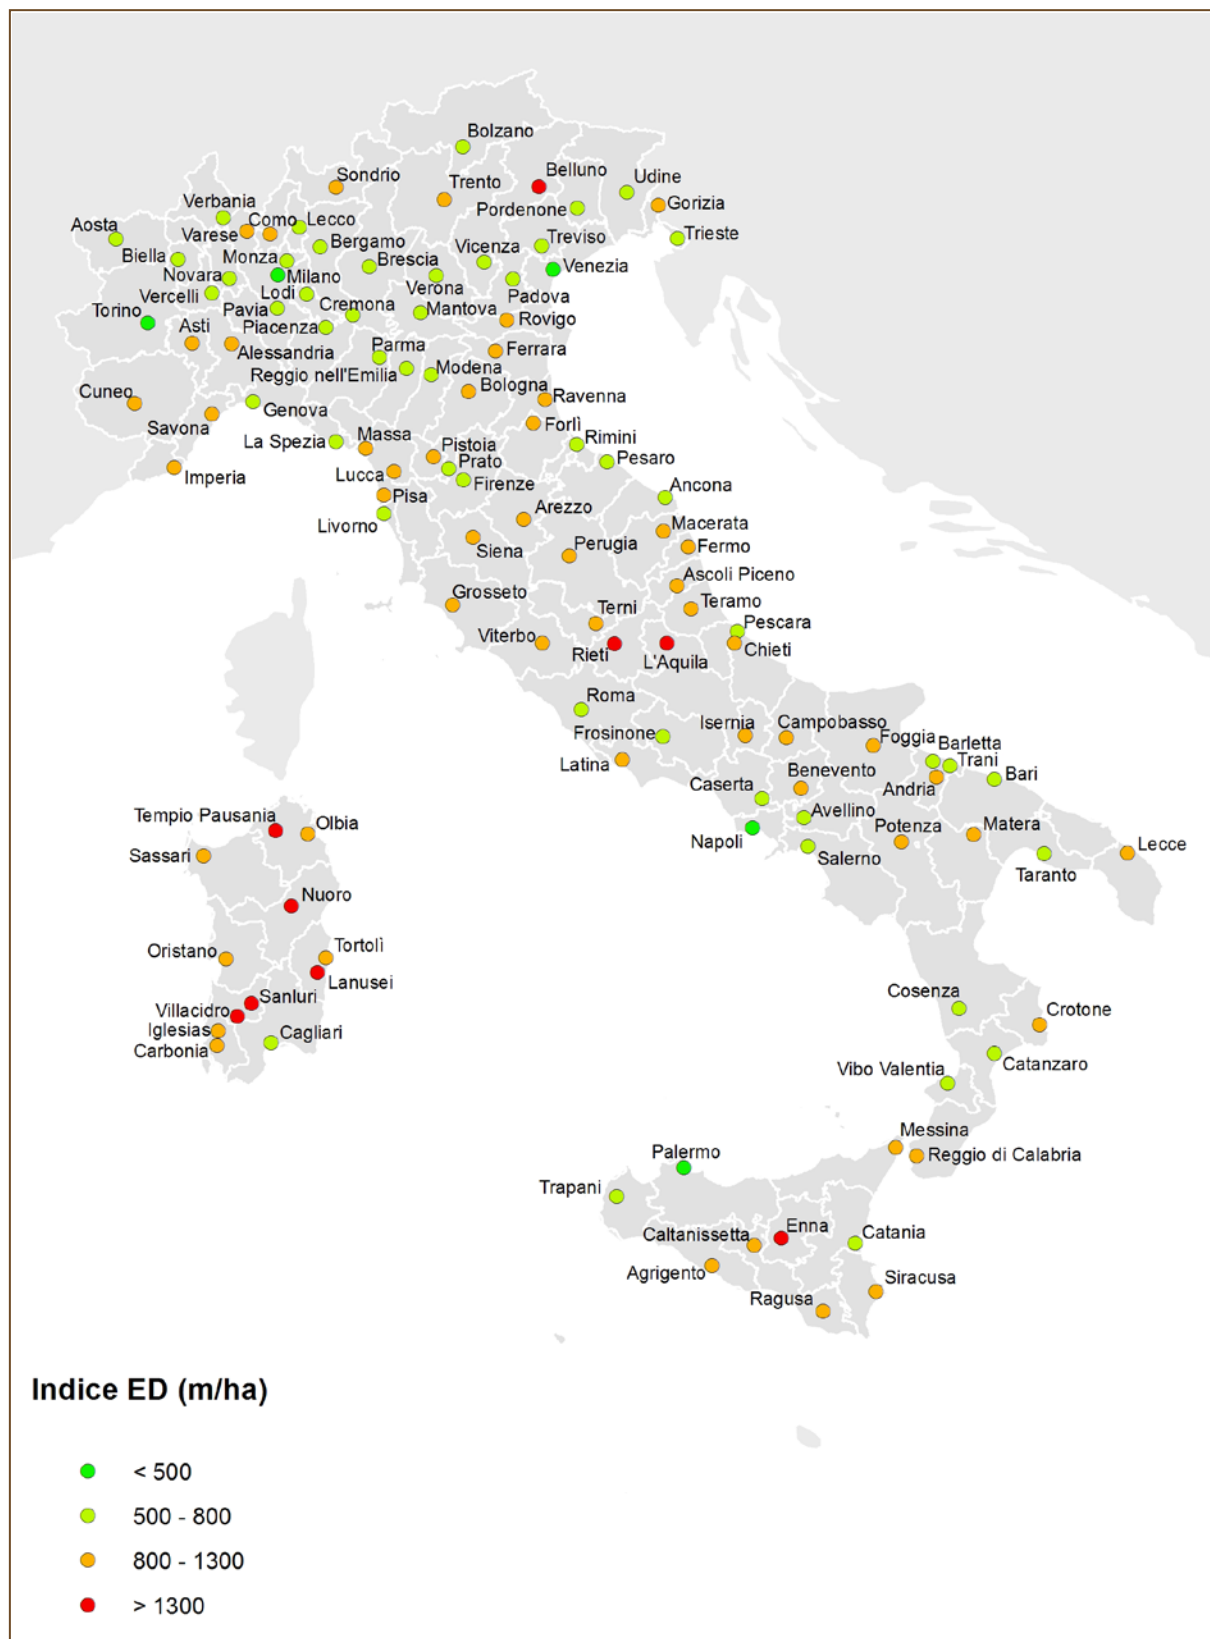 Bolzano
Sondrio
Trento
Belluno
Udine
Verbania
Pordenone
Gorizia
Aosta
Varese
Como
Lecco
Trieste
Biella
Monza
Bergamo
Vicenza
Treviso
Novara
Milano
Brescia
Venezia
Vercelli
Lodi
Verona
Padova
Torino
Pavia
Cremona
Mantova
Rovigo
Asti
Piacenza
Alessandria
Parma
Ferrara
Reggio nell'Emilia
Modena
Cuneo
Bologna
Ravenna
Savona
Genova
Forlì
La Spezia
Massa
Pistoia
Rimini
Imperia
Lucca
Prato
Pesaro
Pisa
Firenze
Ancona
Livorno
Arezzo
Macerata
Siena
Perugia
Fermo
Ascoli Piceno
Grosseto
Terni
Teramo
Viterbo
Pescara
Rieti
L'Aquila
Chieti
Roma
Frosinone
Isernia
Campobasso
Foggia
Barletta
Latina
Trani
Benevento
Bari
Caserta
Andria
Tempio Pausania
Olbia
Avellino
Napoli
Potenza
Matera
Sassari
Salerno
Lecce
Taranto
Nuoro
Oristano
Tortolì
Lanusei
Villacidro
Sanluri
Cosenza
Iglesias
Cagliari
Crotone
Carbonia
Vibo Valentia
Catanzaro
Messina
Palermo
Reggio di Calabria
Trapani
Caltanissetta
Enna
Catania
Agrigento
Siracusa
Ragusa
Indice ED (m/ha)
< 500
500 - 800
800 - 1300
> 1300